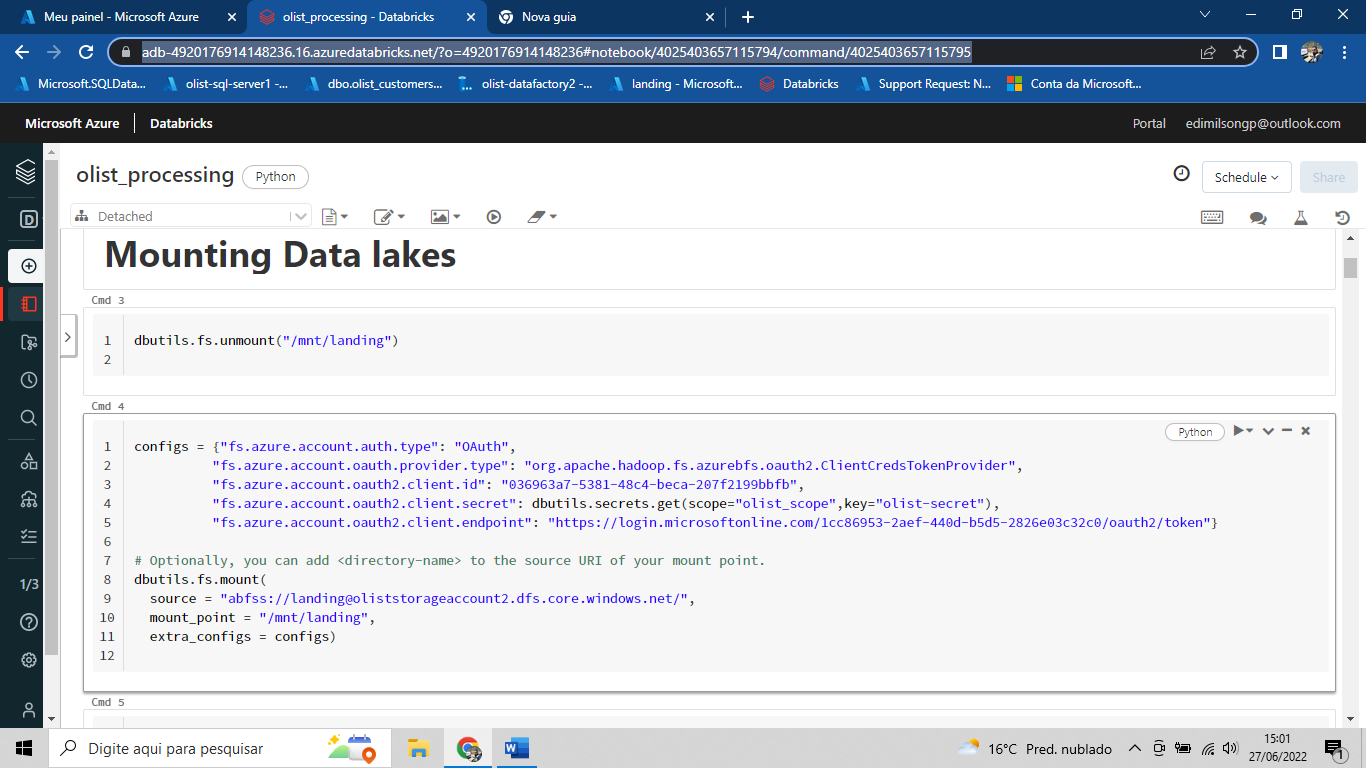 Meu painel - Microsoft Azure
olist_processing - Databricks
Nova guia
adb-4920176914148236.16.azuredatabricks.net/?o=4920176914148236#notebook/4025403657115794/command/4025403657115795
Microsoft.SQLData...
olist-sql-server1 -...
dbo.olist_customers...
olist-datafactory2 -...
landing - Microsoft...
Databricks
Support Request: N...
Conta da Microsoft...
Microsoft Azure
Databricks
Portal
edimilsongp@outlook.com
olist_processing
Python
Schedule
Share
D
Detached
Mounting Data lakes
Cmd 3
1 dbutils.fs.unmount("/mnt/landing")
2
Cmd 4
Python
1 configs = {"fs.azure.account.auth.type": "OAuth",
2 "fs.azure.account.oauth.provider.type": "org.apache.hadoop.fs.azurebfs.oauth2.ClientCredsTokenProvider",
3 "fs.azure.account.oauth2.client.id": "036963a7-5381-48c4-beca-207f2199bbfb",
4 "fs.azure.account.oauth2.client.secret": dbutils.secrets.get(scope="olist_scope",key="olist-secret"),
5 "fs.azure.account.oauth2.client.endpoint": "https://login.microsoftonline.com/1cc86953-2aef-440d-b5d5-2826e03c32c0/oauth2/token"}
6
7 # Optionally, you can add <directory-name> to the source URI of your mount point.
8 dbutils.fs.mount(
9 source = "abfss://landing@oliststorageaccount2.dfs.core.windows.net/",
10 mount_point = "/mnt/landing",
11 extra_configs = configs)
12
1/3
Cmd 5
Digite aqui para pesquisar
16°C Pred. nublado
15:01
27/06/2022
1